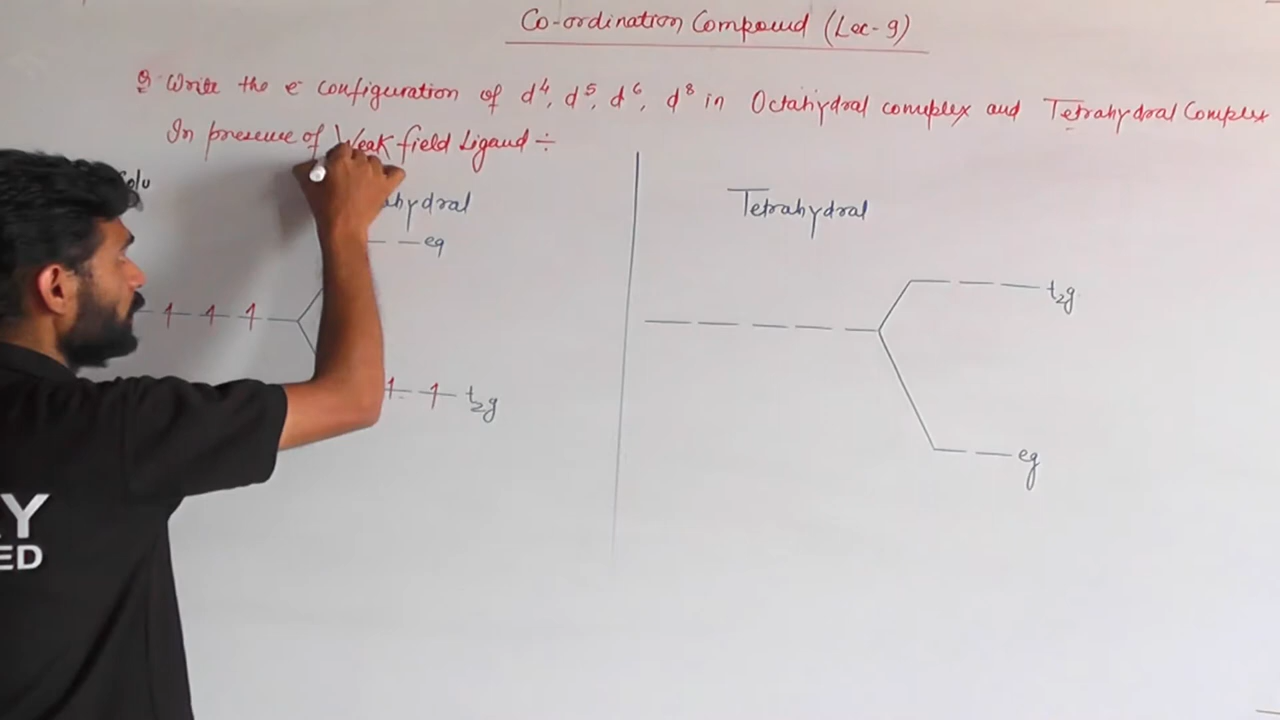 Co-ordination Compound (Lec-9)
Q Write the e⁻ configuration of d⁴, d⁵, d⁶, d⁸ in Octahydral complex and Tetrahydral Complex
In presence of Weak field Ligand ÷
Solu
ahydral
Tetrahydral
eg
t₂g
t₂g
eg
Y
ED